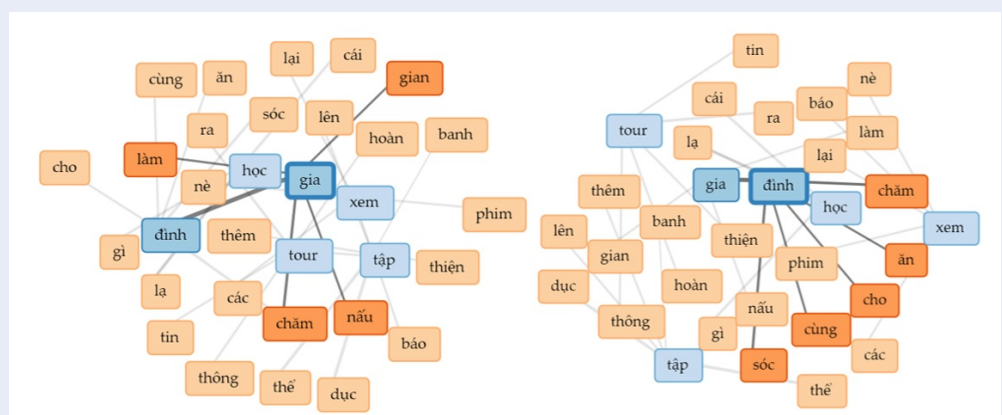 lại
cái
cùng
ăn
gian
sóc
lên
ra
hoàn
banh
làm
cho
học
gia
nè
xem
phim
đình
thêm
gì
tour
tập
thiện
lạ
các
chăm
nấu
tin
báo
thông
thể
dục
tin
nè
cái
báo
ra
tour
làm
lạ
lại
gia
đình
chăm
thêm
học
banh
xem
lên
thiện
gian
phim
ăn
dục
hoàn
cho
nấu
thông
cùng
gì
các
tập
sóc
thể